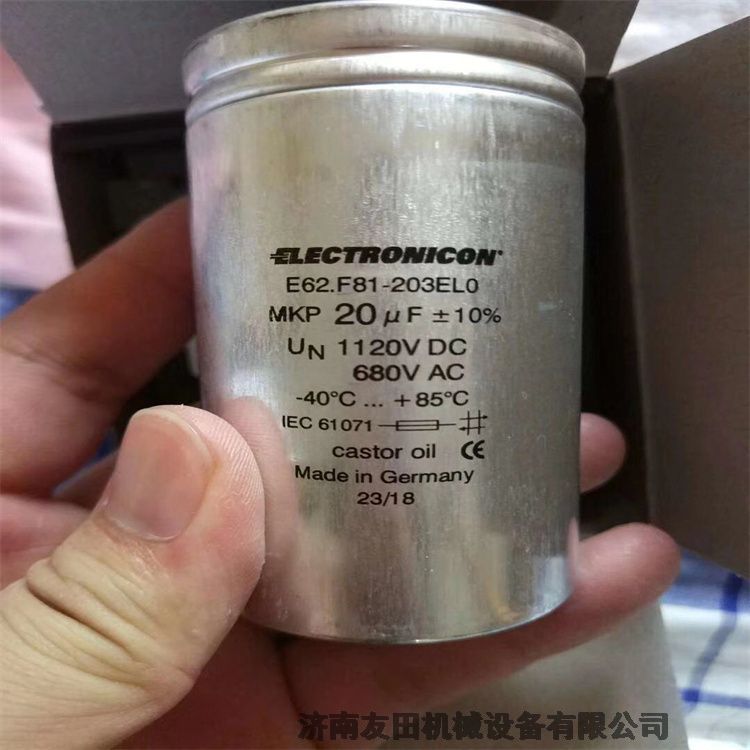 ELECTRONICON®
E62.F81-203EL0
MKP 20 µF ±10%
UN 1120V DC
680V AC
-40°C ... +85°C
IEC 61071
castor oil CE
Made in Germany
23/18
济南友田机械设备有限公司